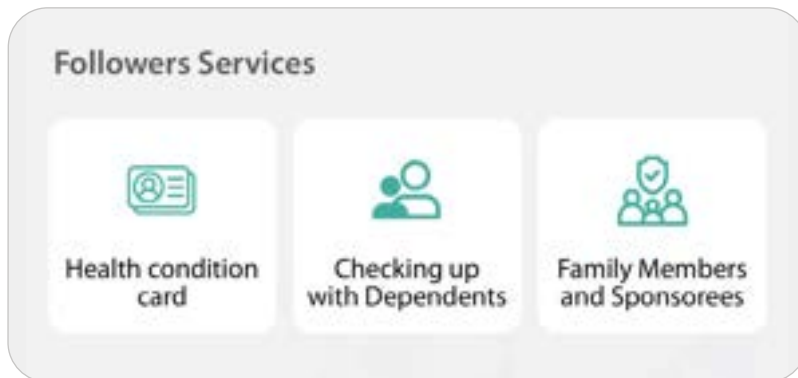 Followers Services
Health condition
card
Checking up
with Dependents
Family Members
and Sponsorees